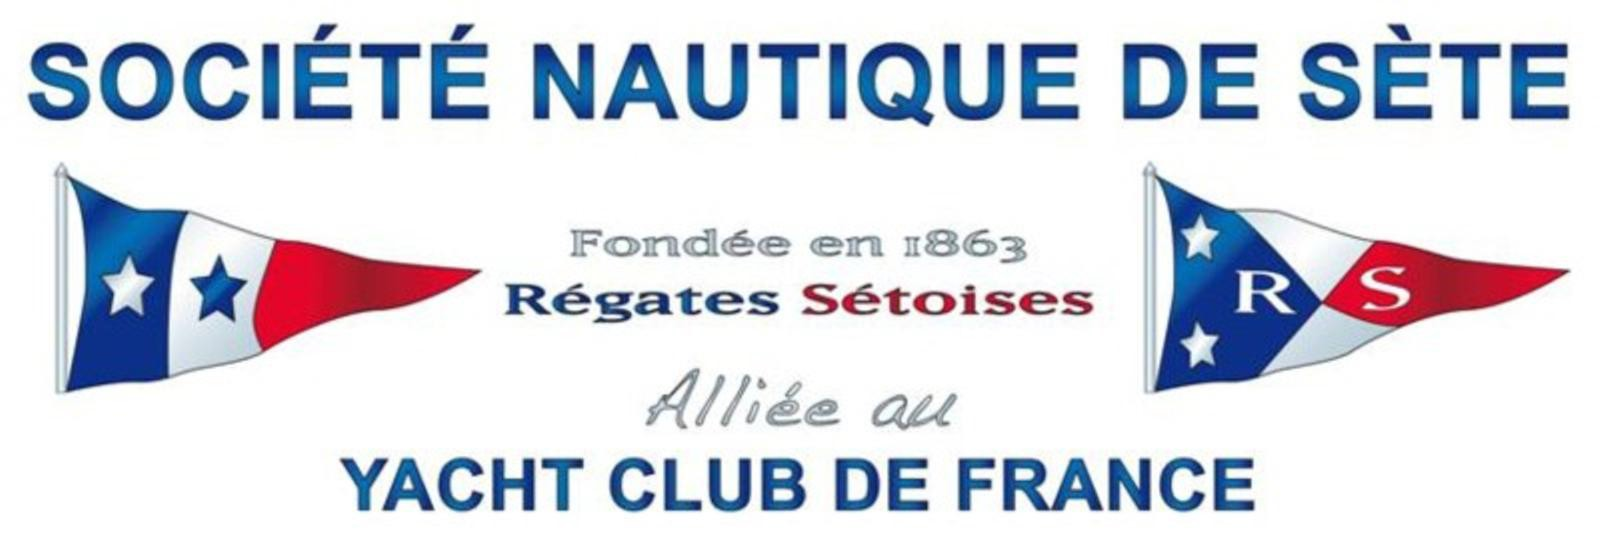 SOCIÉTÉ NAUTIQUE DE SÈTE
Fondée en 1863
Régates Sétoises
R S
Alliée au
YACHT CLUB DE FRANCE